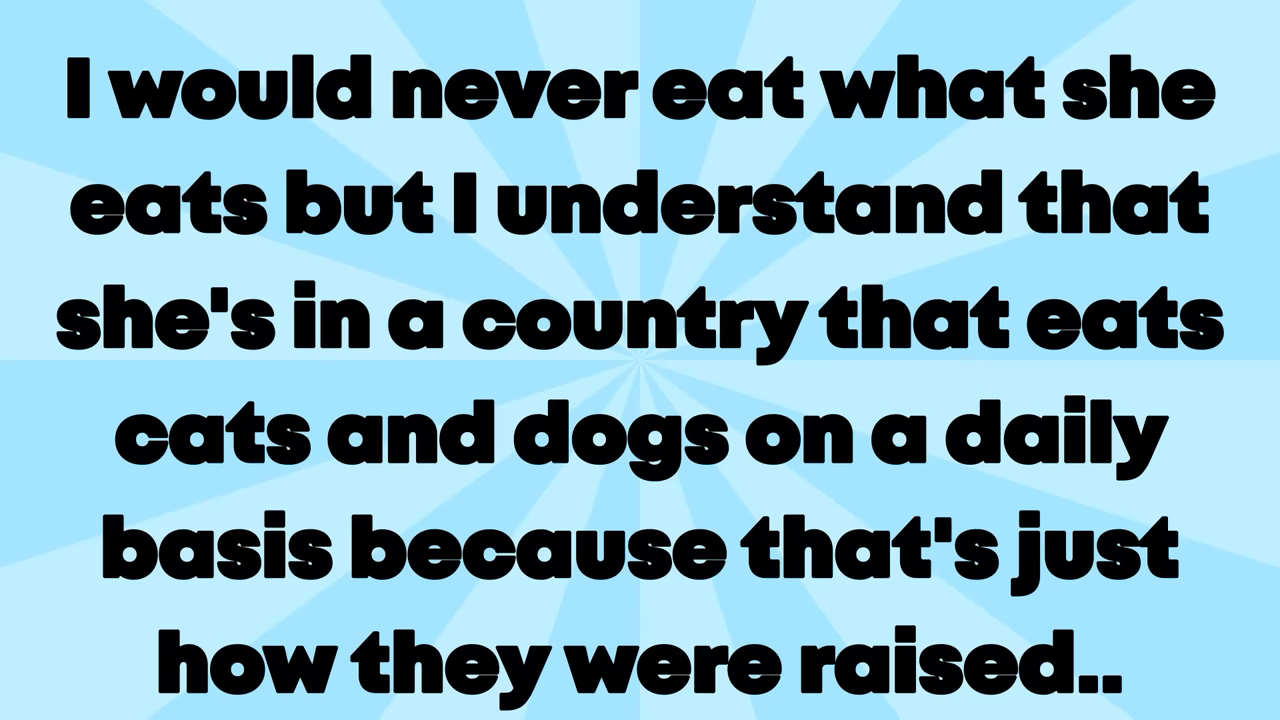 I would never eat what she
eats but I understand that
she's in a country that eats
cats and dogs on a daily
basis because that's just
how they were raised..